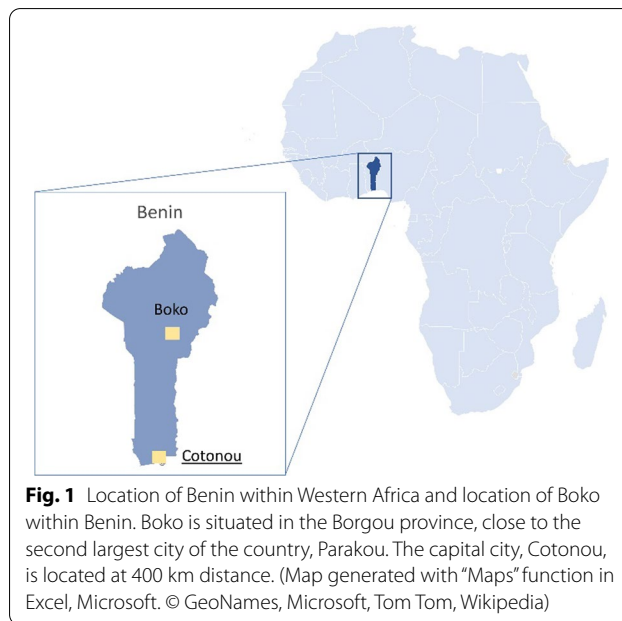 Benin
Boko
Cotonou
Fig. 1 Location of Benin within Western Africa and location of Boko
within Benin. Boko is situated in the Borgou province, close to the
second largest city of the country, Parakou. The capital city, Cotonou,
is located at 400 km distance. (Map generated with “Maps” function in
Excel, Microsoft. © GeoNames, Microsoft, Tom Tom, Wikipedia)